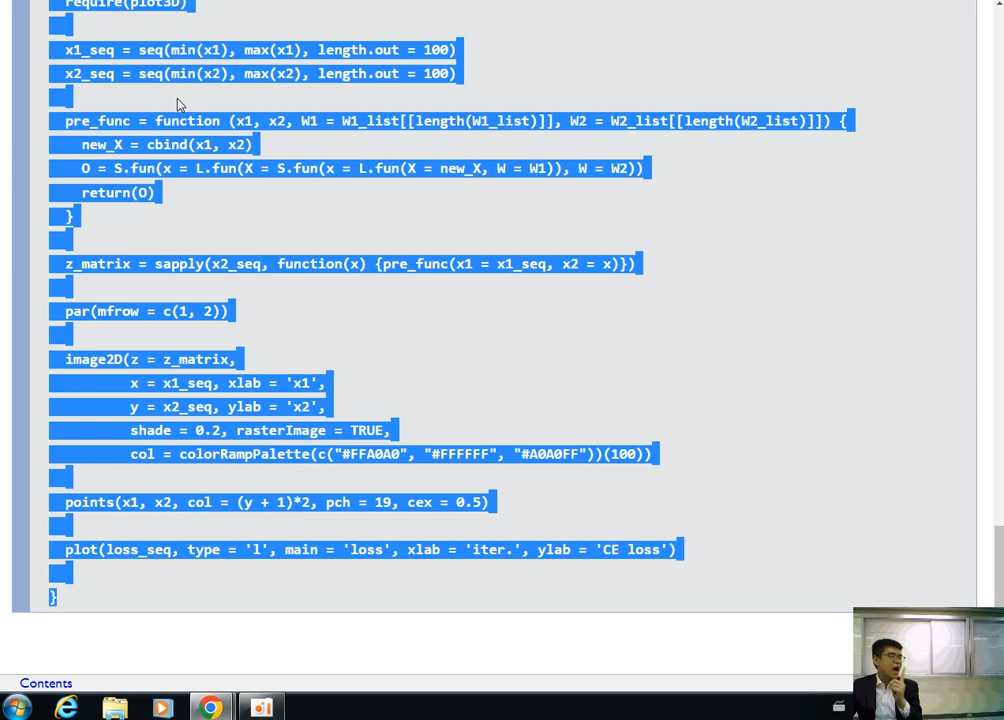 require(plot3D)
x1_seq = seq(min(x1), max(x1), length.out = 100)
x2_seq = seq(min(x2), max(x2), length.out = 100)
pre_func = function (x1, x2, W1 = W1_list[[length(W1_list)]], W2 = W2_list[[length(W2_list)]]) {
new_X = cbind(x1, x2)
O = S.fun(x = L.fun(X = S.fun(x = L.fun(X = new_X, W = W1)), W = W2))
return(O)
}
z_matrix = sapply(x2_seq, function(x) {pre_func(x1 = x1_seq, x2 = x)})
par(mfrow = c(1, 2))
image2D(z = z_matrix,
x = x1_seq, xlab = 'x1',
y = x2_seq, ylab = 'x2',
shade = 0.2, rasterImage = TRUE,
col = colorRampPalette(c("#FFA0A0", "#FFFFFF", "#A0A0FF"))(100))
points(x1, x2, col = (y + 1)*2, pch = 19, cex = 0.5)
plot(loss_seq, type = 'l', main = 'loss', xlab = 'iter.', ylab = 'CE loss')
}
Contents